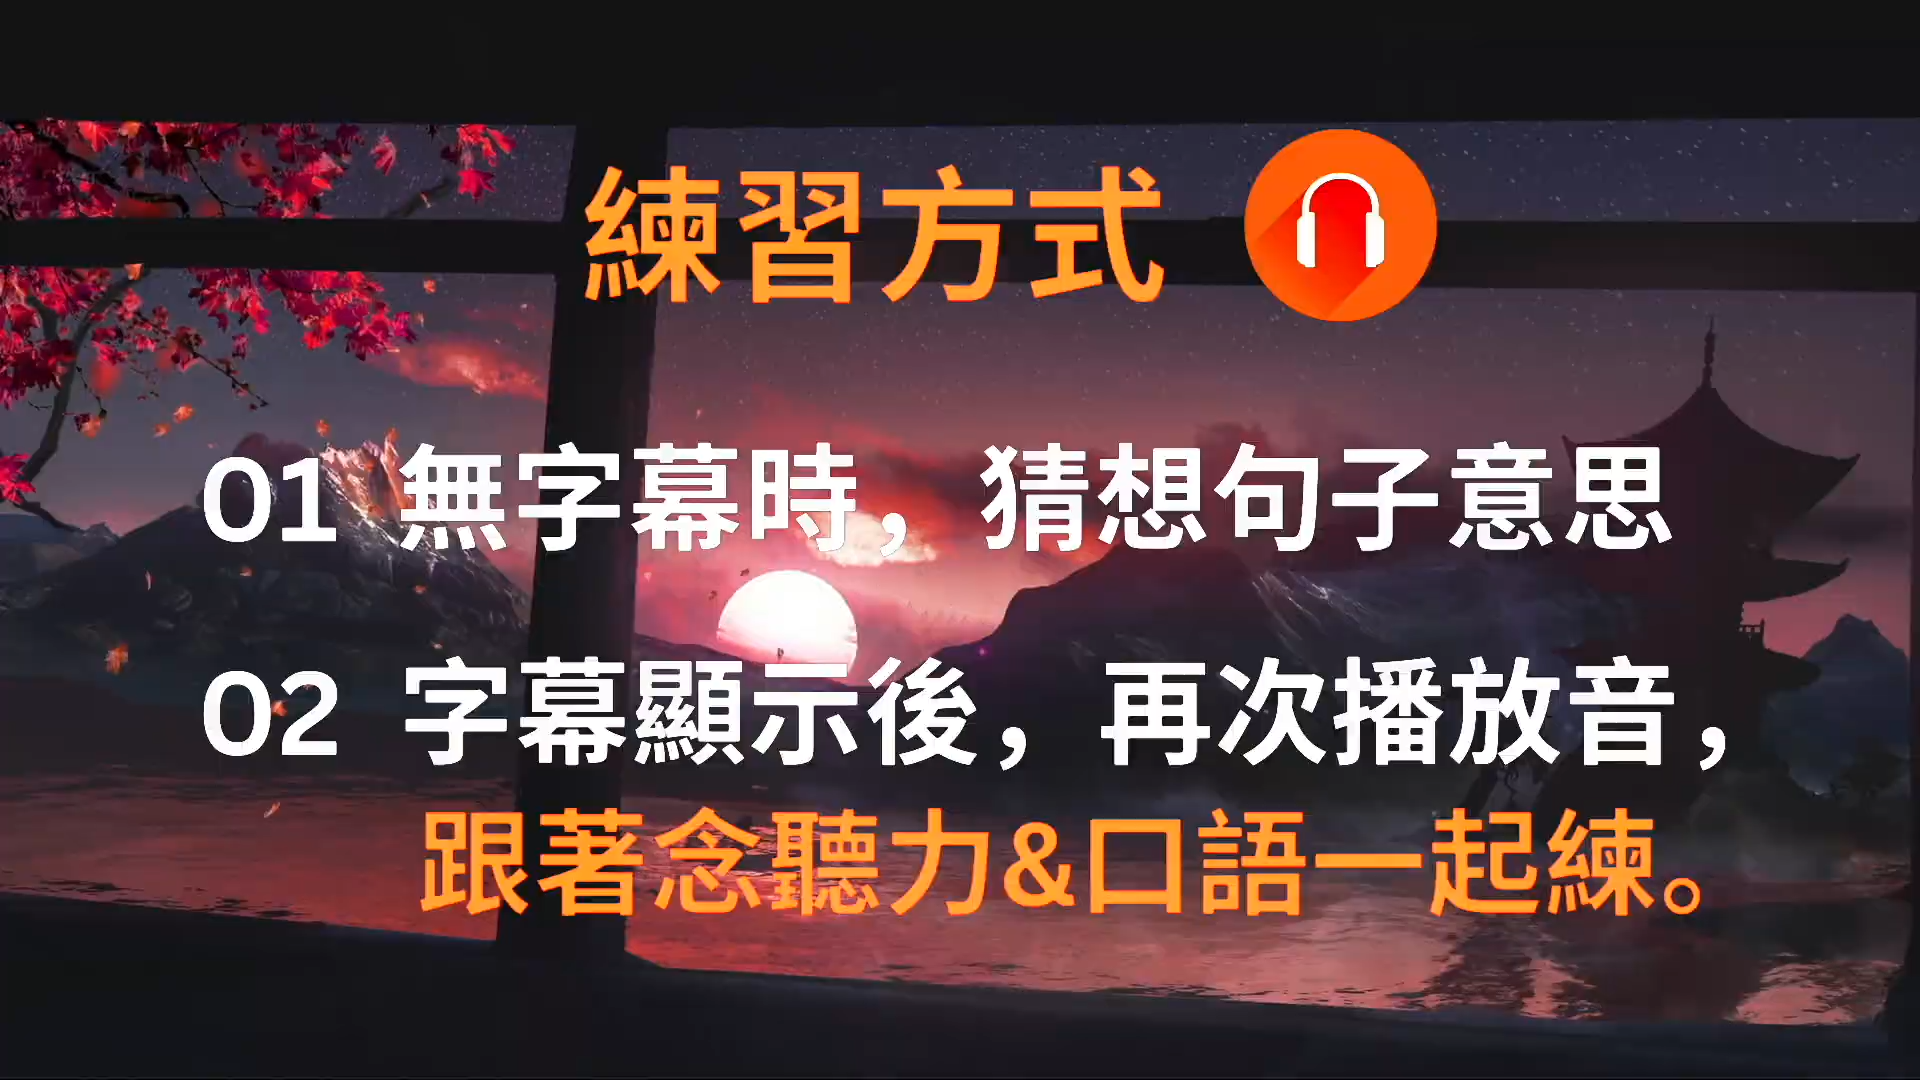 練習方式
01 無字幕時，猜想句子意思
02 字幕顯示後，再次播放音，
跟著念聽力&口語一起練。